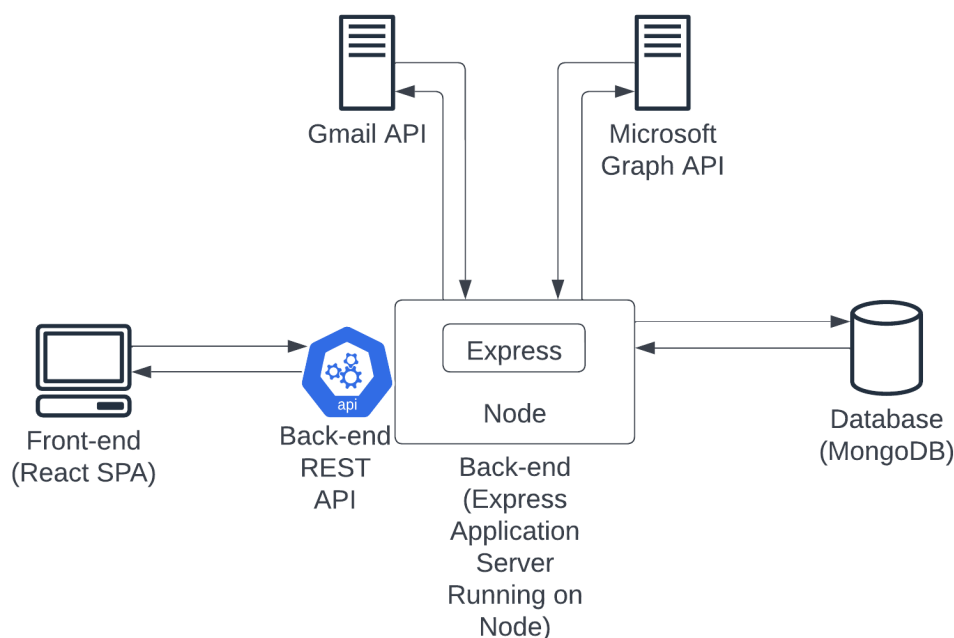 Gmail API
Microsoft
Graph API
Express
Node
api
Front-end
(React SPA)
Back-end
REST
API
Back-end
(Express
Application
Server
Running on
Node)
Database
(MongoDB)